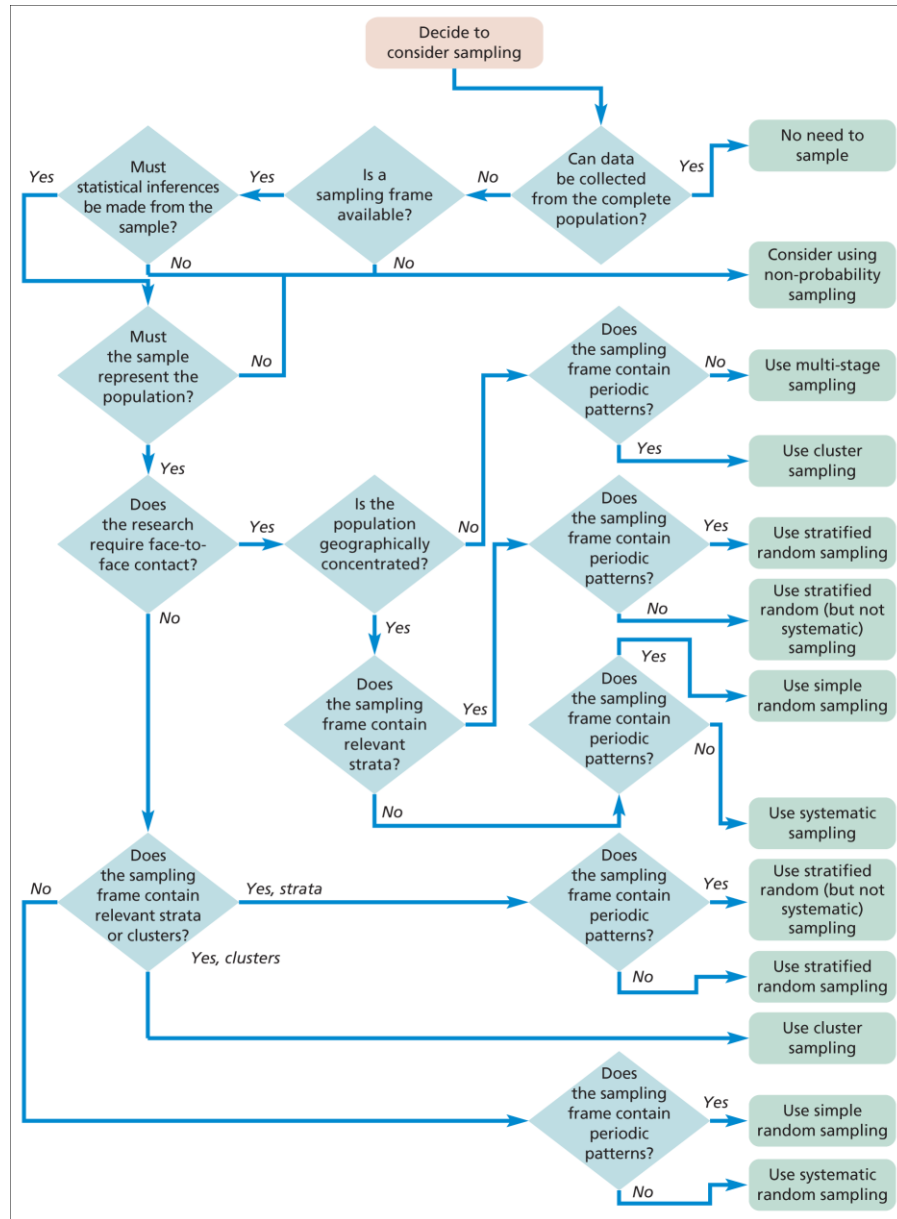 Decide to
consider sampling
Must
statistical inferences
be made from the
sample?
Yes
Yes
Is a
sampling frame
available?
No
Can data
be collected
from the complete
population?
Yes
No need to
sample
No
No
Consider using
non-probability
sampling
Must
the sample
represent the
population?
No
Does
the sampling
frame contain
periodic
patterns?
No
Use multi-stage
sampling
Yes
Use cluster
sampling
Yes
Does
the research
require face-to-
face contact?
Yes
Is the
population
geographically
concentrated?
No
Does
the sampling
frame contain
periodic
patterns?
Yes
Use stratified
random sampling
No
Use stratified
random (but not
systematic)
sampling
No
Yes
Does
the sampling
frame contain
relevant
strata?
Yes
Does
the sampling
frame contain
periodic
patterns?
Yes
Use simple
random sampling
No
No
Use systematic
sampling
No
Does
the sampling
frame contain
relevant strata
or clusters?
Yes, strata
Yes, clusters
Does
the sampling
frame contain
periodic
patterns?
Yes
Use stratified
random (but not
systematic)
sampling
No
Use stratified
random sampling
Use cluster
sampling
Does
the sampling
frame contain
periodic
patterns?
Yes
Use simple
random sampling
No
Use systematic
random sampling